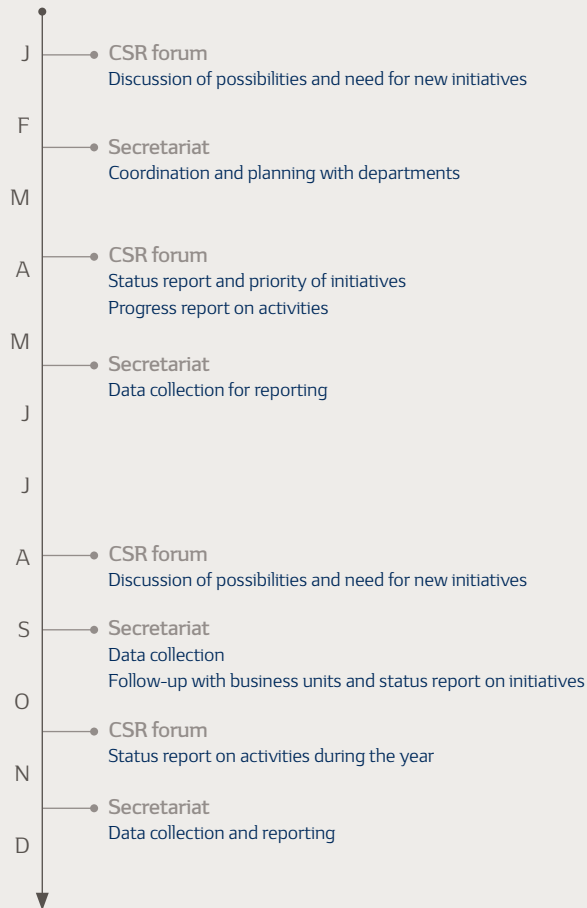 J
CSR forum
Discussion of possibilities and need for new initiatives
F
Secretariat
Coordination and planning with departments
M
CSR forum
A
Status report and priority of initiatives
Progress report on activities
M
Secretariat
Data collection for reporting
J
J
CSR forum
A
Discussion of possibilities and need for new initiatives
S
Secretariat
Data collection
Follow-up with business units and status report on initiatives
O
CSR forum
Status report on activities during the year
N
Secretariat
Data collection and reporting
D